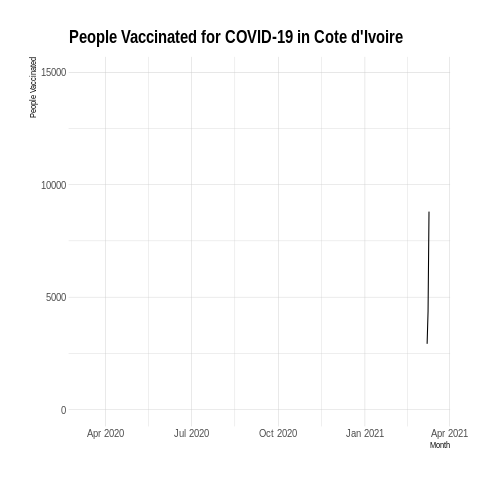 People Vaccinated for COVID-19 in Cote d'Ivoire
People Vaccinated
15000
10000
5000
0
Apr 2020 Jul 2020 Oct 2020 Jan 2021 Apr 2021
Month